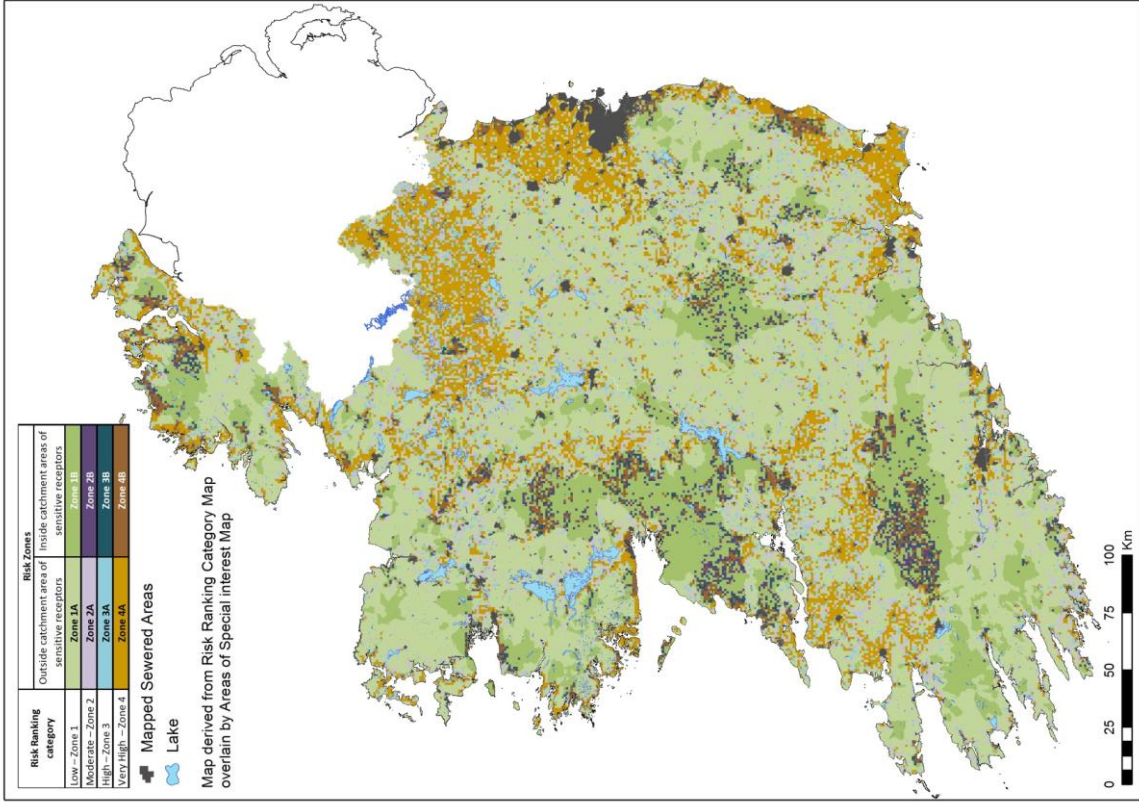 Risk Ranking category
Risk Zones
Outside catchment area of sensitive receptors
Inside catchment areas of sensitive receptors
Low – Zone 1
Zone 1A
Zone 1B
Moderate – Zone 2
Zone 2A
Zone 2B
High – Zone 3
Zone 3A
Zone 3B
Very High – Zone 4
Zone 4A
Zone 4B
Mapped Sewered Areas
Lake
Map derived from Risk Ranking Category Map
overlain by Areas of Special interest Map
0 25 50 75 100
Km